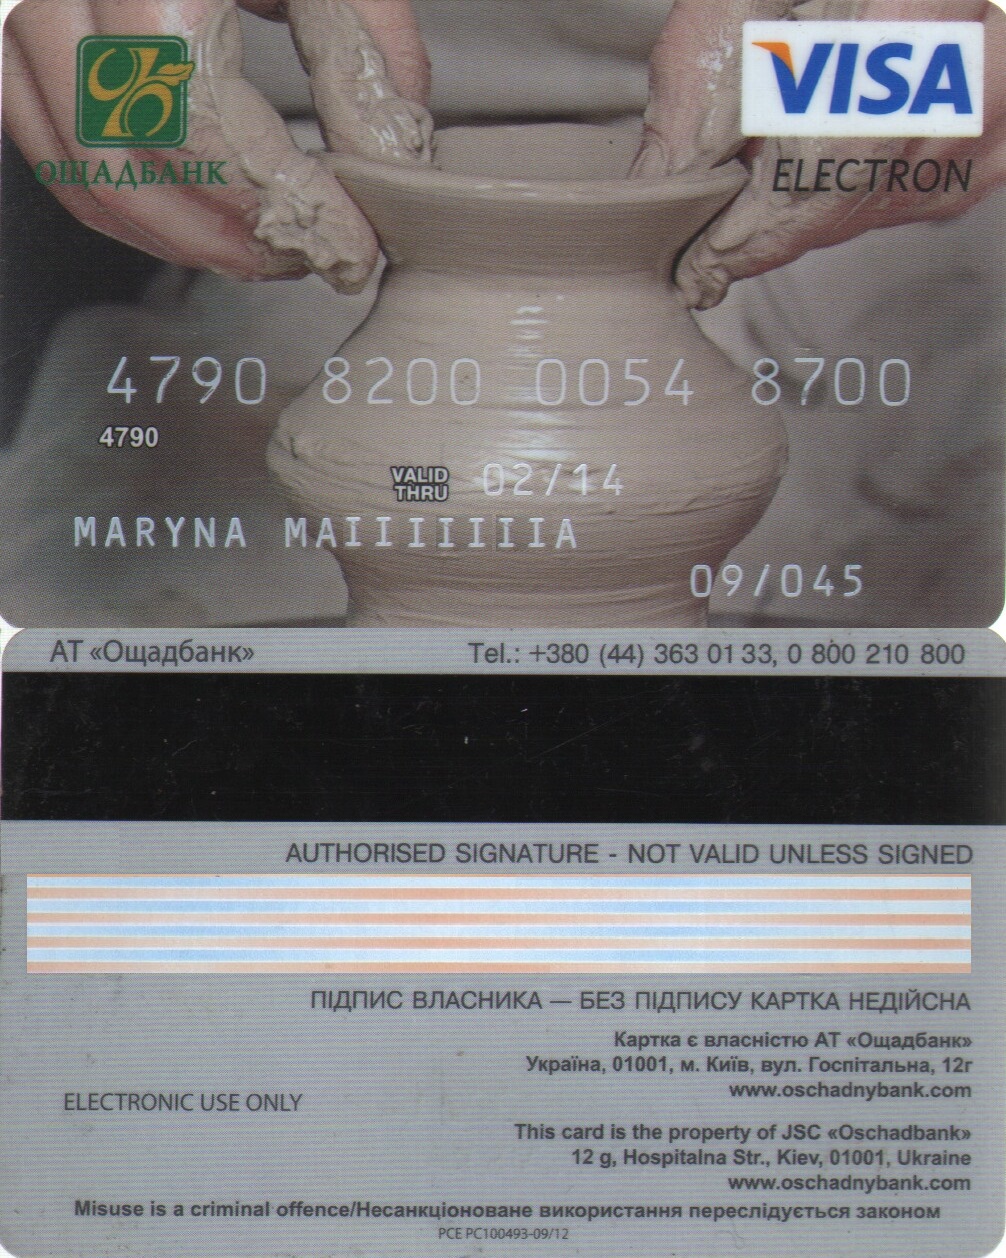 ОЩАДБАНК
VISA
ELECTRON
4790 8200 0054 8700
4790
VALID THRU 02/14
MARYNA MAIIIIIIIA
09/045
АТ «Ощадбанк» Tel.: +380 (44) 363 01 33, 0 800 210 800
AUTHORISED SIGNATURE - NOT VALID UNLESS SIGNED
ПІДПИС ВЛАСНИКА — БЕЗ ПІДПИСУ КАРТКА НЕДІЙСНА
Картка є власністю АТ «Ощадбанк»
Україна, 01001, м. Київ, вул. Госпітальна, 12г
www.oschadnybank.com
ELECTRONIC USE ONLY
This card is the property of JSC «Oschadbank»
12 g, Hospitalna Str., Kiev, 01001, Ukraine
www.oschadnybank.com
Misuse is a criminal offence/Несанкціоноване використання переслідується законом
PCE PC100493-09/12